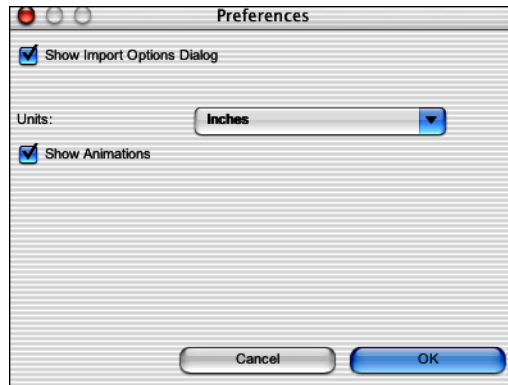 Preferences
Show Import Options Dialog
Units: Inches
Show Animations
Cancel OK